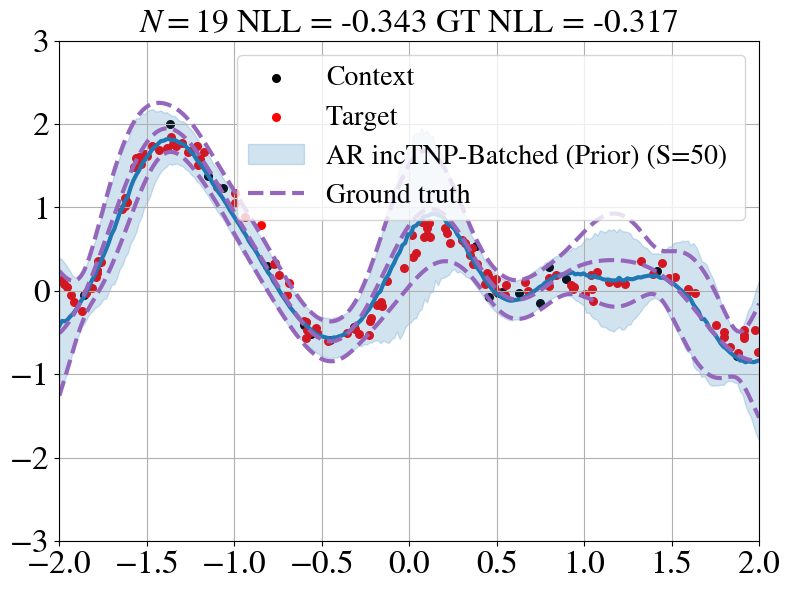 N = 19 NLL = -0.343 GT NLL = -0.317
3
2
1
0
−1
−2
−3
Context
Target
AR incTNP-Batched (Prior) (S=50)
Ground truth
−2.0 −1.5 −1.0 −0.5 0.0 0.5 1.0 1.5 2.0